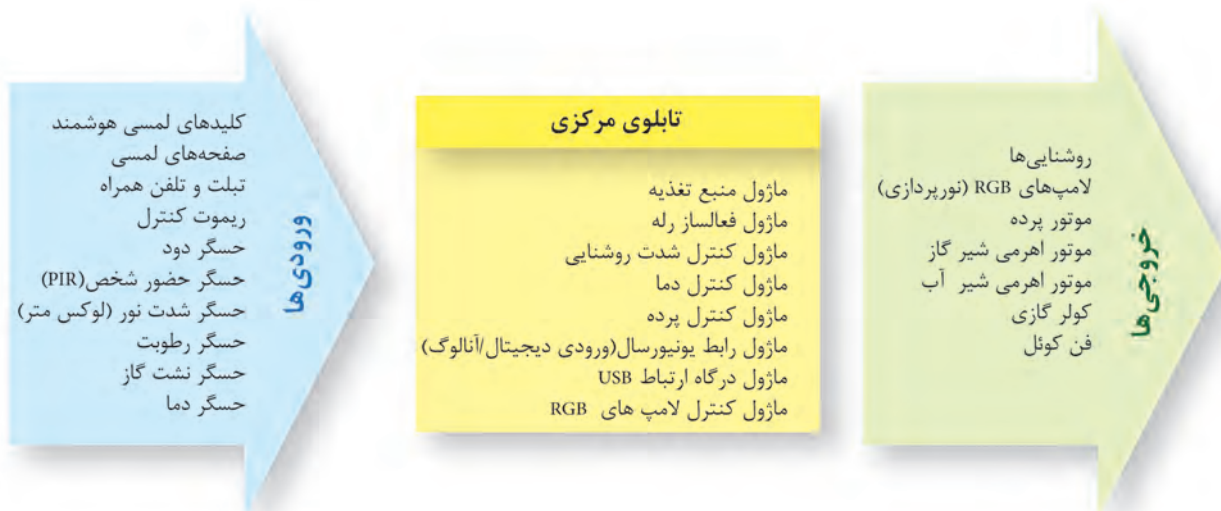 ورودی‌ها
کلیدهای لمسی هوشمند
صفحه‌های لمسی
تبلت و تلفن همراه
ریموت کنترل
حسگر دود
حسگر حضور شخص(PIR)
حسگر شدت نور (لوکس متر)
حسگر رطوبت
حسگر نشت گاز
حسگر دما
تابلوی مرکزی
ماژول منبع تغذیه
ماژول فعالساز رله
ماژول کنترل شدت روشنایی
ماژول کنترل دما
ماژول کنترل پرده
ماژول رابط یونیورسال(ورودی دیجیتال/آنالوگ)
ماژول درگاه ارتباط USB
ماژول کنترل لامپ های RGB
خروجی‌ها
روشنایی‌ها
لامپ‌های RGB (نورپردازی)
موتور پرده
موتور اهرمی شیر گاز
موتور اهرمی شیر آب
کولر گازی
فن کوئل